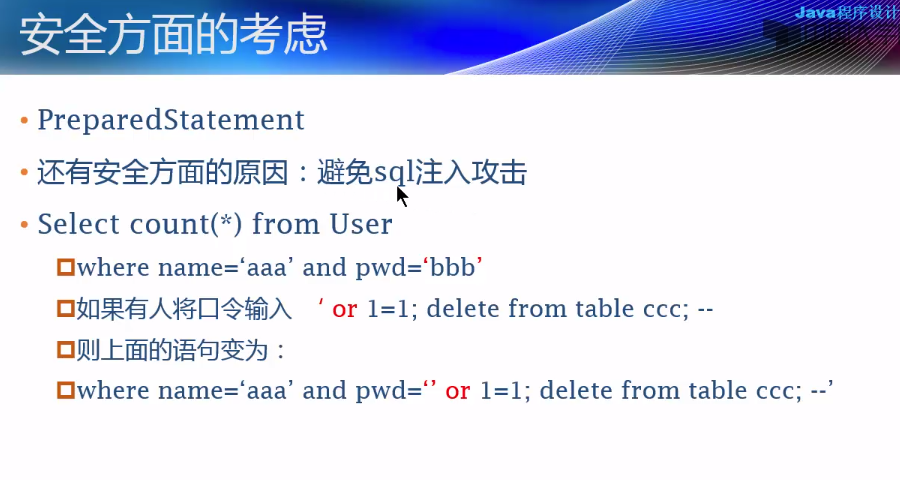 Java程序设计
安全方面的考虑
• PreparedStatement
• 还有安全方面的原因：避免sql注入攻击
• Select count(*) from User
where name=‘aaa’ and pwd=‘bbb’
如果有人将口令输入 ‘ or 1=1; delete from table ccc; --
则上面的语句变为：
where name=‘aaa’ and pwd=‘’ or 1=1; delete from table ccc; --’